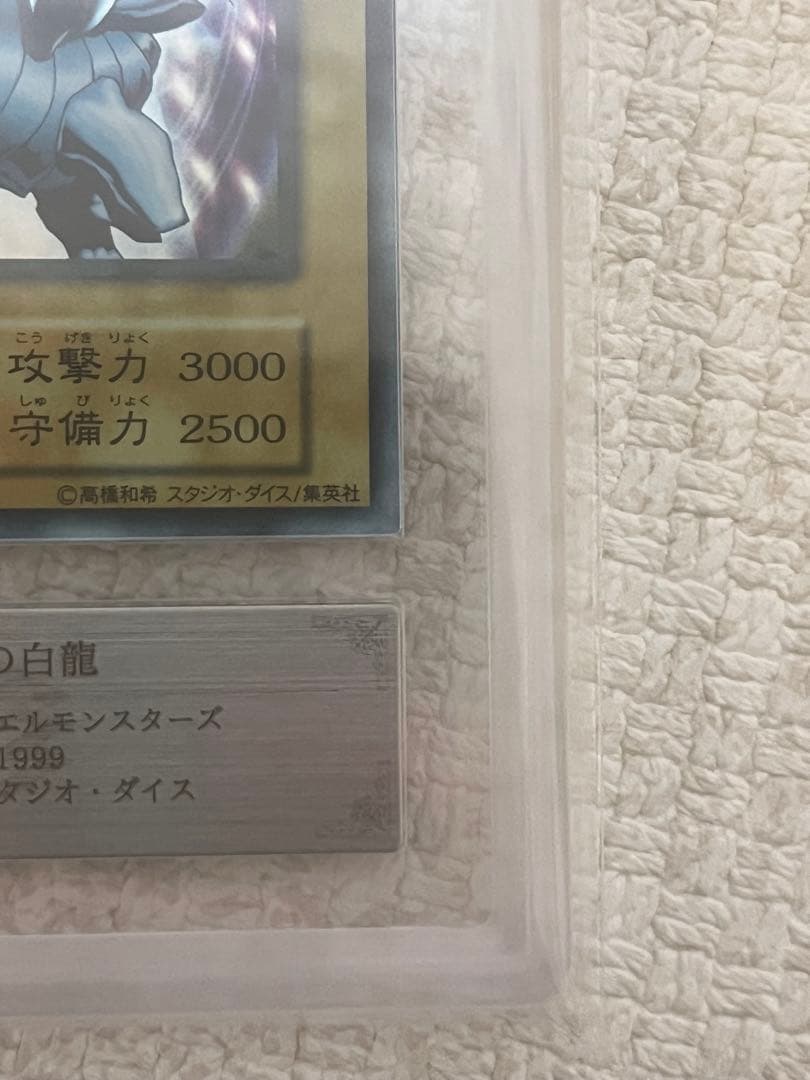 こう げき りょく
攻撃力 3000
しゅ び りょく
守備力 2500
©高橋和希 スタジオ・ダイス/集英社
の白龍
エルモンスターズ
1999
タジオ・ダイス